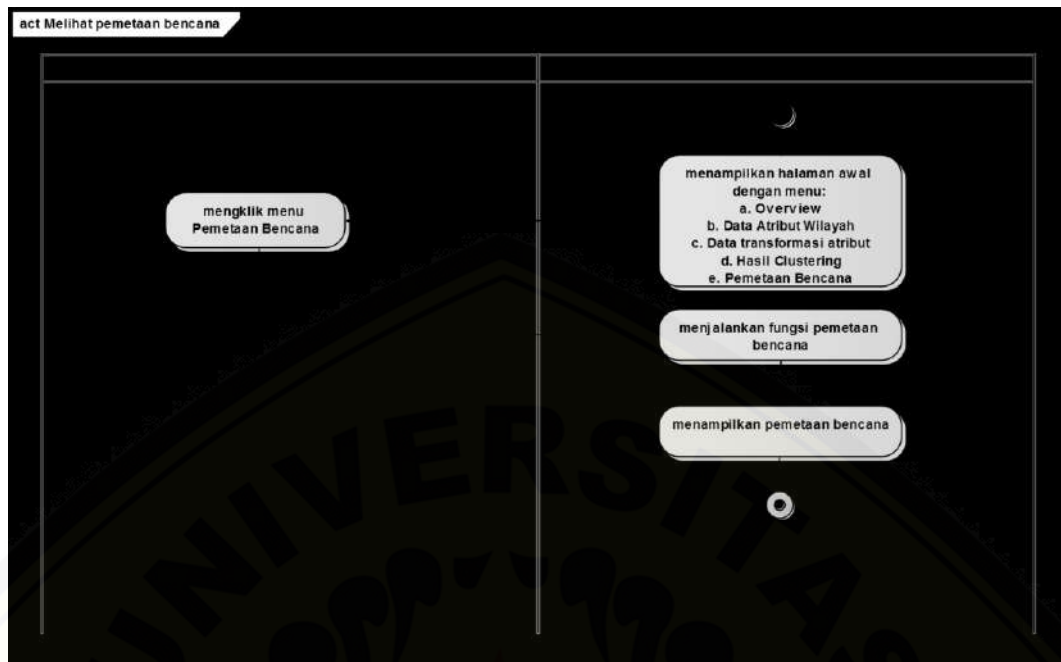 act Melihat pemetaan bencana
mengklik menu
Pemetaan Bencana
menampilkan halaman awal
dengan menu:
a. Overview
b. Data Atribut Wilayah
c. Data transformasi atribut
d. Hasil Clustering
e. Pemetaan Bencana
menjalankan fungsi pemetaan
bencana
menampilkan pemetaan bencana
UNIVERSITAS